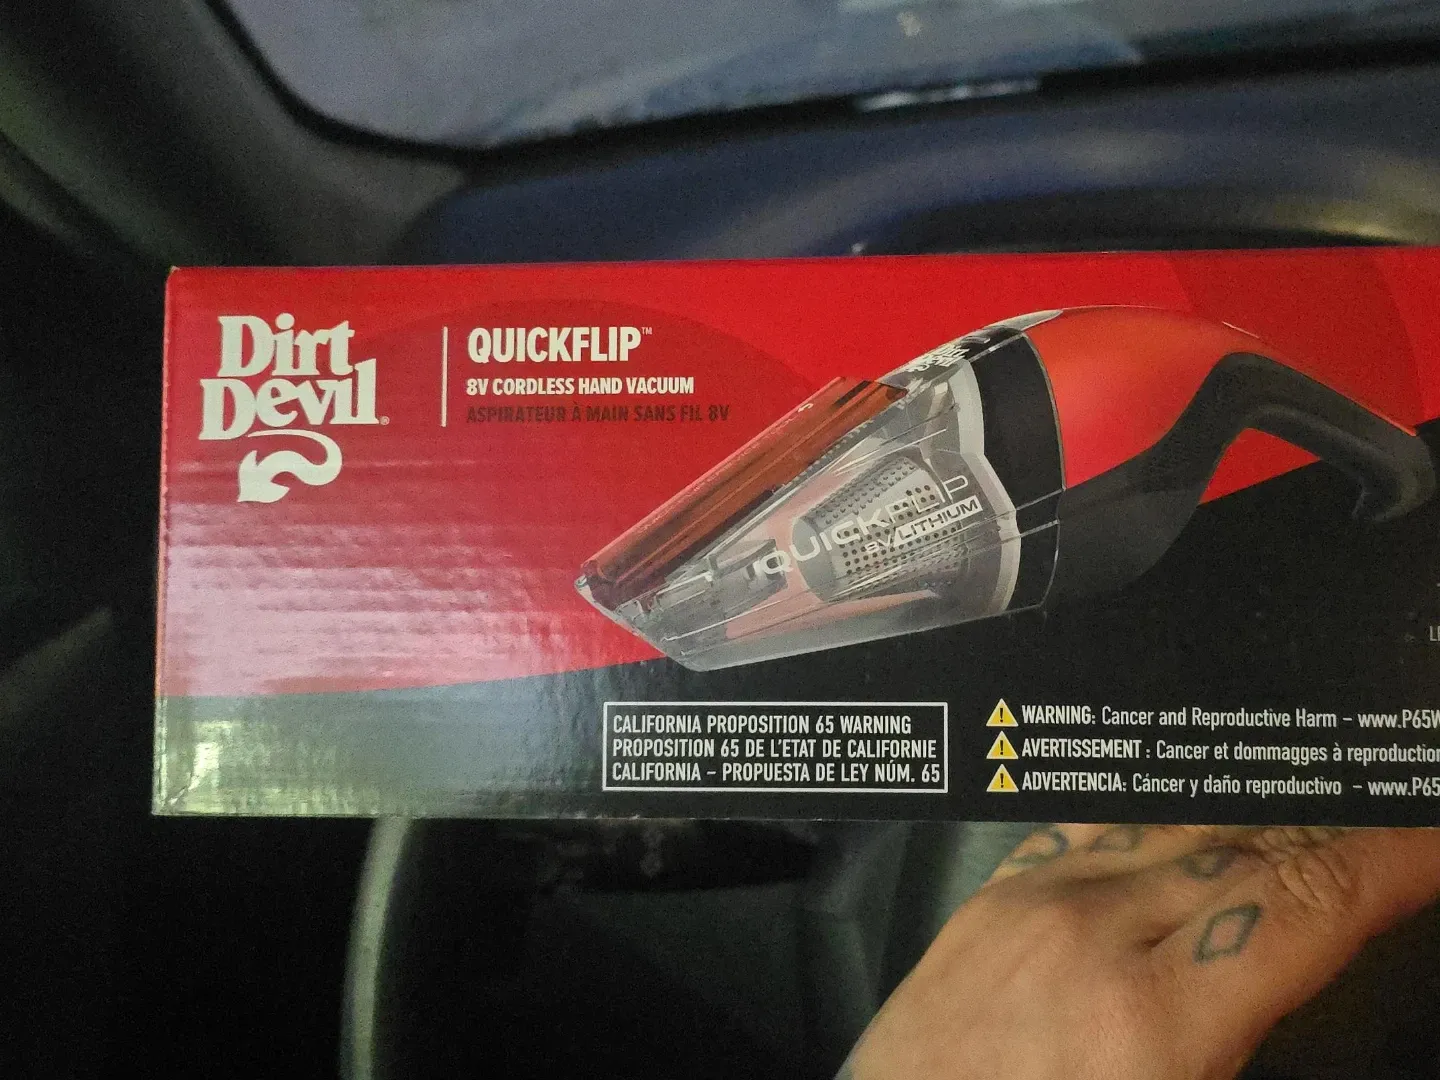 Dirt
Devil®
QUICKFLIP™
8V CORDLESS HAND VACUUM
ASPIRATEUR À MAIN SANS FIL 8V
QUICKFLIP
8V LITHIUM
CALIFORNIA PROPOSITION 65 WARNING
PROPOSITION 65 DE L'ETAT DE CALIFORNIE
CALIFORNIA – PROPUESTA DE LEY NÚM. 65
WARNING: Cancer and Reproductive Harm – www.P65W
AVERTISSEMENT : Cancer et dommagges à reproduction
ADVERTENCIA: Cáncer y daño reproductivo – www.P65